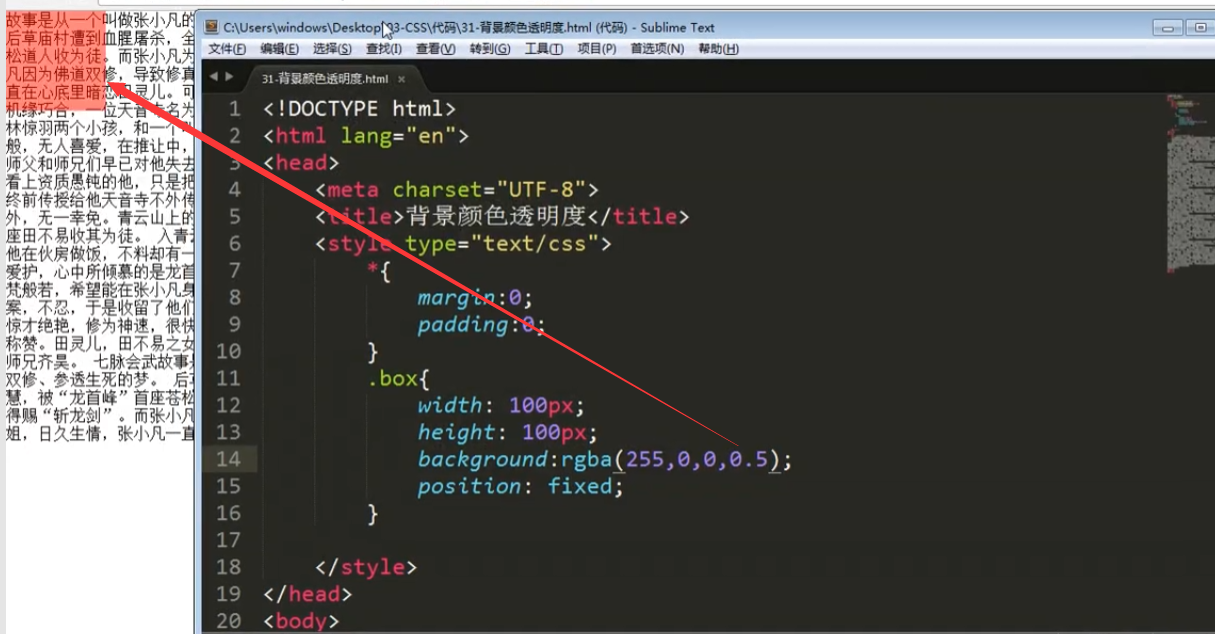 故事是从一个叫做张小凡的
后草庙村遭到血腥屠杀，全
松道人收为徒。而张小凡为
凡因为佛道双修，导致修真
直在心底里暗恋田灵儿。可
机缘巧合，一位天音寺名为
林惊羽两个小孩，和一个
般，无人喜爱，在推让中，
师父和师兄们早已对他失去
看上资质愚钝的他，只是把
终前传授给他天音寺不外传
外，无一幸免。青云山上的
座田不易收其为徒。 入青
他在伙房做饭，不料却有一
爱护，心中所倾慕的是龙首
梵般若，希望能在张小凡身
案，不忍，于是收留了他们
惊才绝艳，修为神速，很快
称赞。田灵儿，田不易之女
师兄齐昊。 七脉会武故事
双修、参透生死的梦。 后
慧，被“龙首峰”首座苍松
得赐“斩龙剑”。而张小凡
姐，日久生情，张小凡一直
C:\Users\windows\Desktop\03-CSS\代码\31-背景颜色透明度.html (代码) - Sublime Text
文件(F) 编辑(E) 选择(S) 查找(I) 查看(V) 转到(G) 工具(T) 项目(P) 首选项(N) 帮助(H)
31-背景颜色透明度.html ×
1 <!DOCTYPE html>
2 <html lang="en">
3 <head>
4 <meta charset="UTF-8">
5 <title>背景颜色透明度</title>
6 <style type="text/css">
7 *{
8 margin:0;
9 padding:0;
10 }
11 .box{
12 width: 100px;
13 height: 100px;
14 background:rgba(255,0,0,0.5);
15 position: fixed;
16 }
17
18 </style>
19 </head>
20 <body>